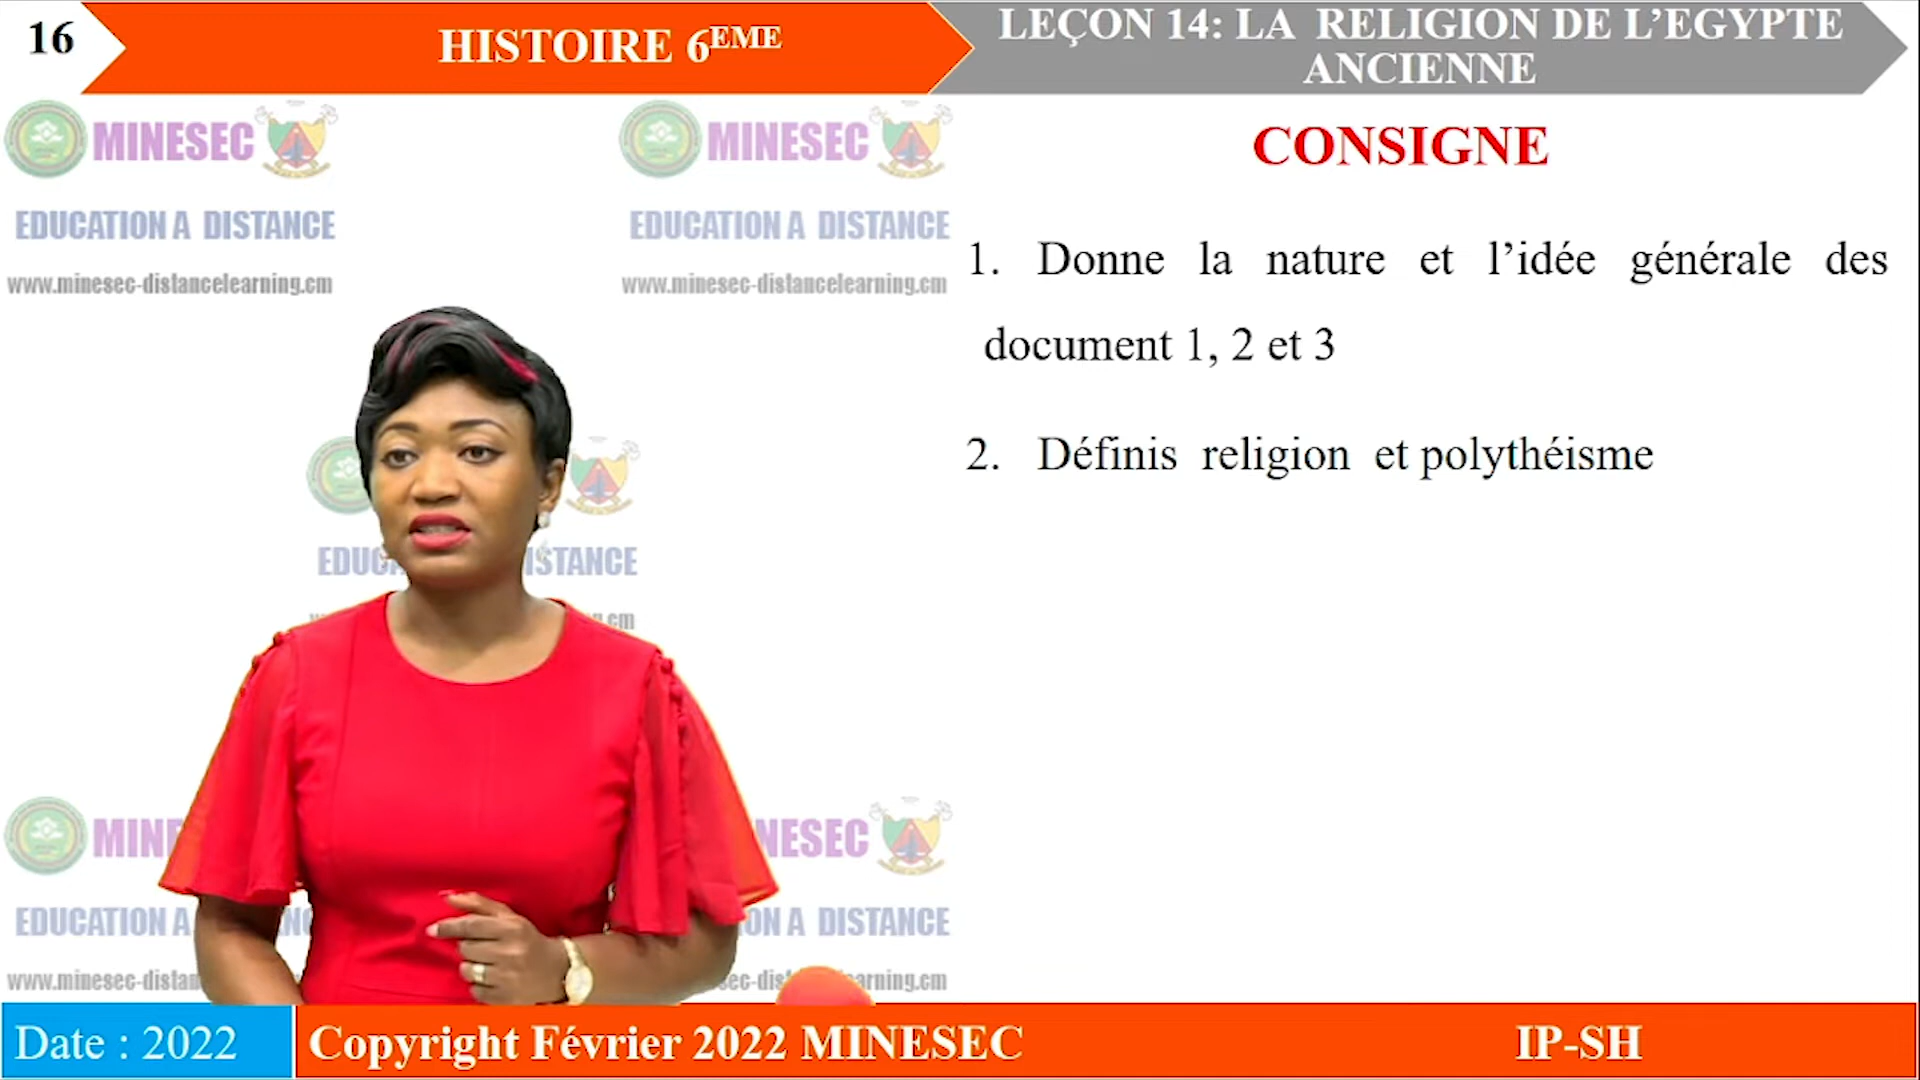 16
HISTOIRE 6EME
LEÇON 14: LA RELIGION DE L’EGYPTE
ANCIENNE
MINESEC
EDUCATION A DISTANCE
www.minesec-distancelearning.cm
MINESEC
EDUCATION A DISTANCE
www.minesec-distancelearning.cm
CONSIGNE
1. Donne la nature et l’idée générale des
document 1, 2 et 3
2. Définis religion et polythéisme
Date : 2022
Copyright Février 2022 MINESEC
IP-SH